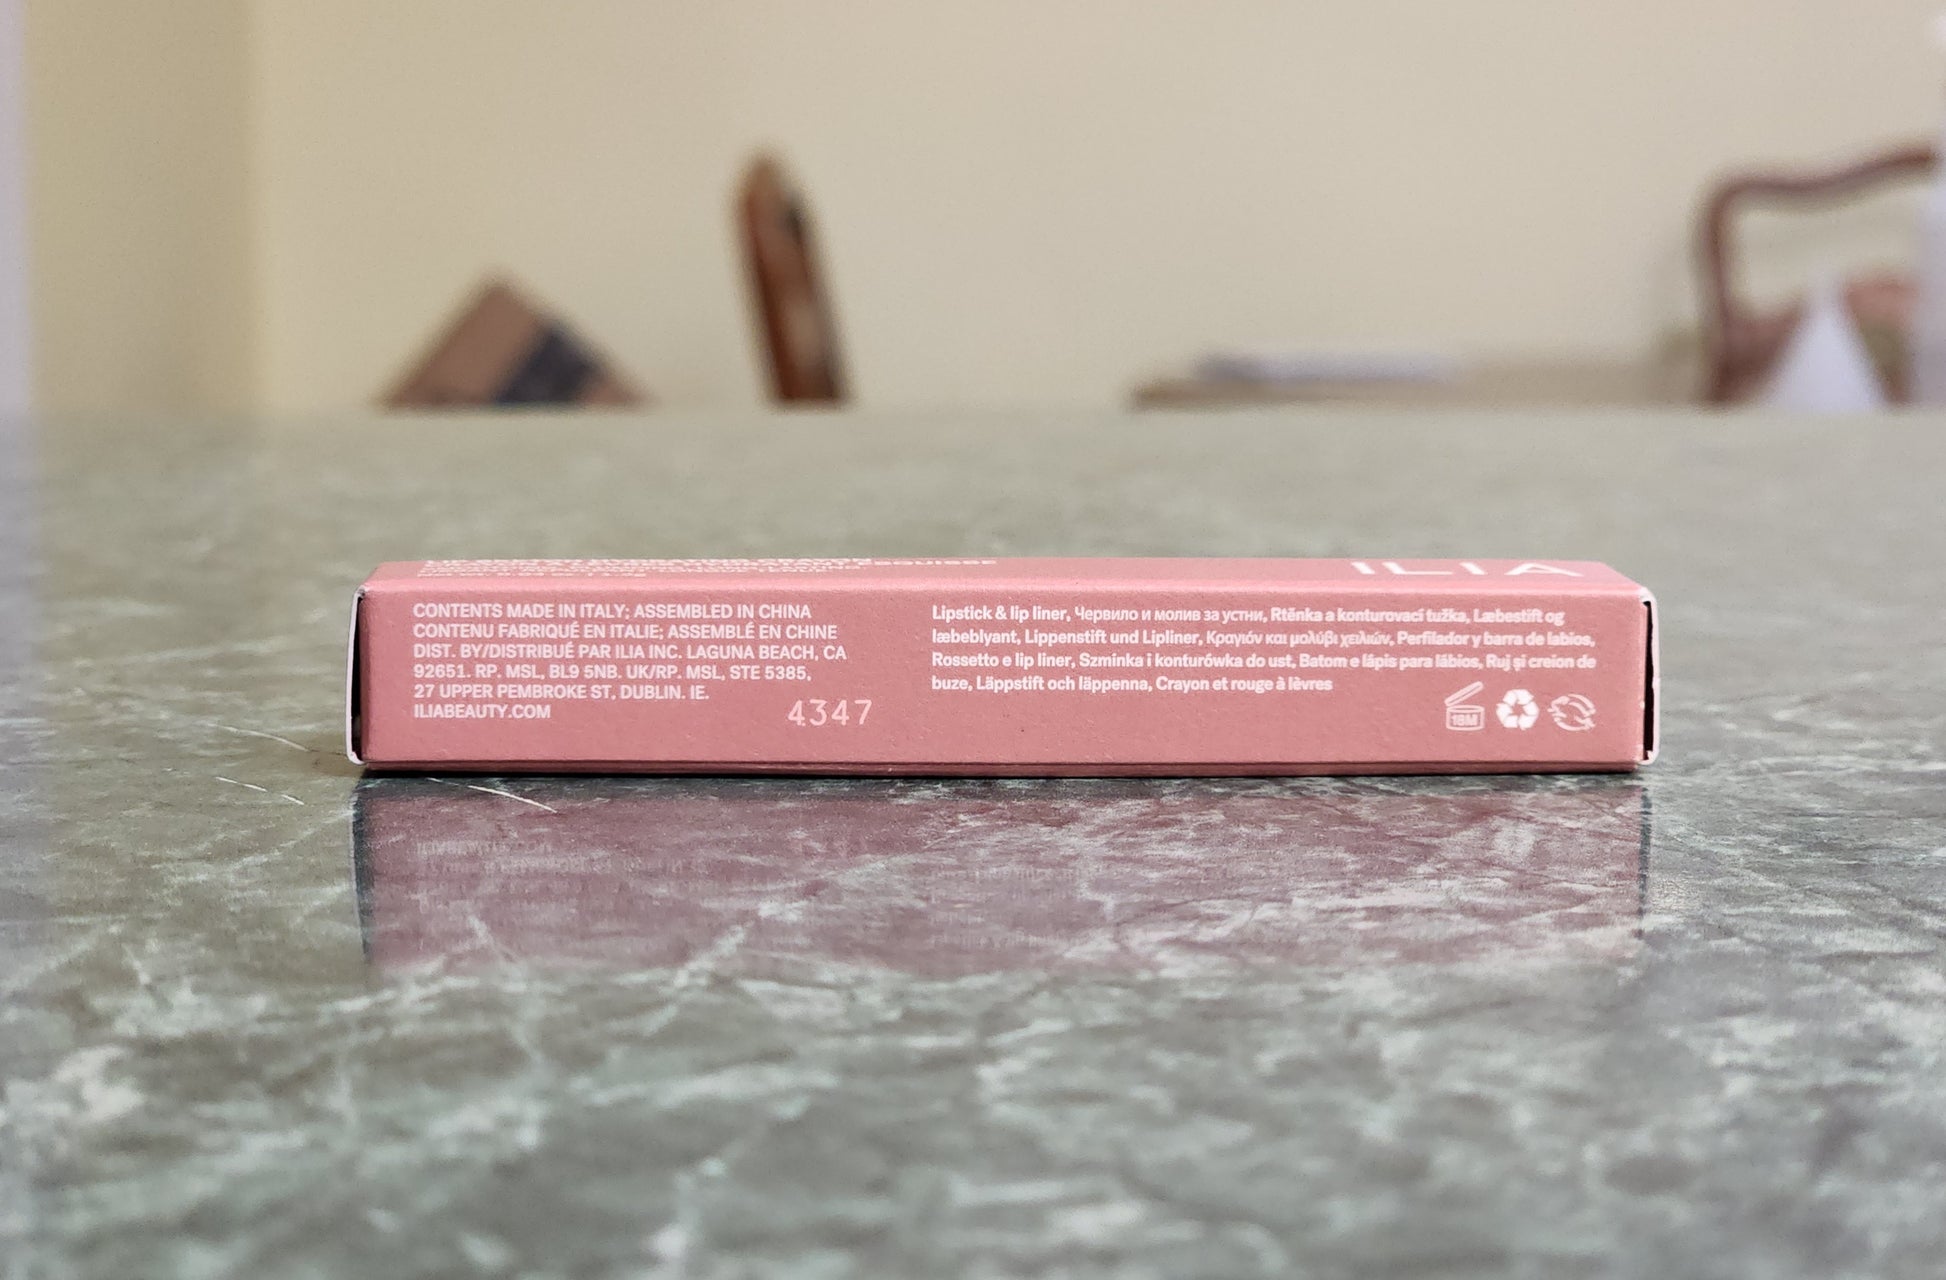 ILIA
CONTENTS MADE IN ITALY; ASSEMBLED IN CHINA
CONTENU FABRIQUÉ EN ITALIE; ASSEMBLÉ EN CHINE
DIST. BY/DISTRIBUÉ PAR ILIA INC. LAGUNA BEACH, CA
92651. RP. MSL, BL9 5NB. UK/RP. MSL, STE 5385,
27 UPPER PEMBROKE ST, DUBLIN. IE.
ILIABEAUTY.COM
4347
Lipstick & lip liner, Червило и молив за устни, Rtěnka a konturovací tužka, Læbestift og
læbeblyant, Lippenstift und Lipliner, Κραγιόν και μολύβι χειλιών, Perfilador y barra de labios,
Rossetto e lip liner, Szminka i konturówka do ust, Batom e lápis para lábios, Ruj și creion de
buze, Läppstift och läppenna, Crayon et rouge à lèvres
18M